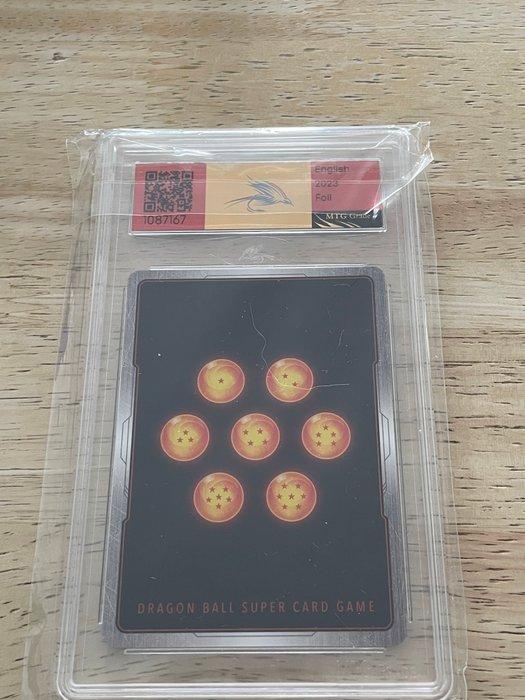 English
2023
Foil
1087167
MTG Grade
DRAGON BALL SUPER CARD GAME